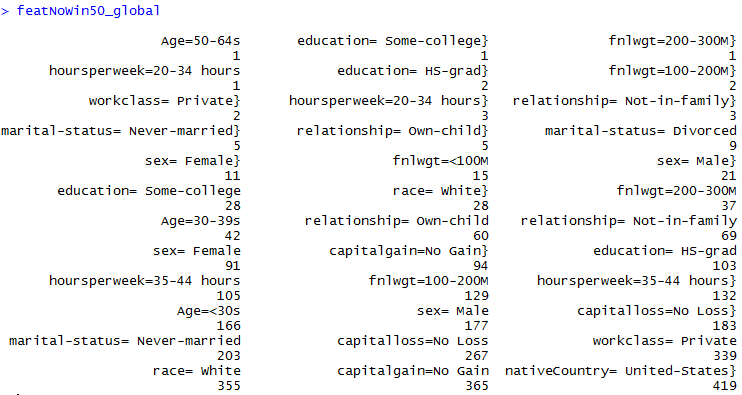 > featNowin50_global
Age=50-64s education= Some-college} fnlwgt=200-300M}
1 1 1
hoursperweek=20-34 hours education= HS-grad} fnlwgt=100-200M}
1 2 2
workclass= Private} hoursperweek=20-34 hours} relationship= Not-in-family}
2 3 3
marital-status= Never-married} relationship= Own-child} marital-status= Divorced
5 5 9
sex= Female} fnlwgt=<100M sex= Male}
11 15 21
education= Some-college race= White} fnlwgt=200-300M
28 28 37
Age=30-39s relationship= Own-child relationship= Not-in-family
42 60 69
sex= Female capitalgain=No Gain} education= HS-grad
91 94 103
hoursperweek=35-44 hours fnlwgt=100-200M hoursperweek=35-44 hours}
105 129 132
Age=<30s sex= Male capitalloss=No Loss}
166 177 183
marital-status= Never-married capitalloss=No Loss workclass= Private
203 267 339
race= White capitalgain=No Gain nativeCountry= United-States}
355 365 419